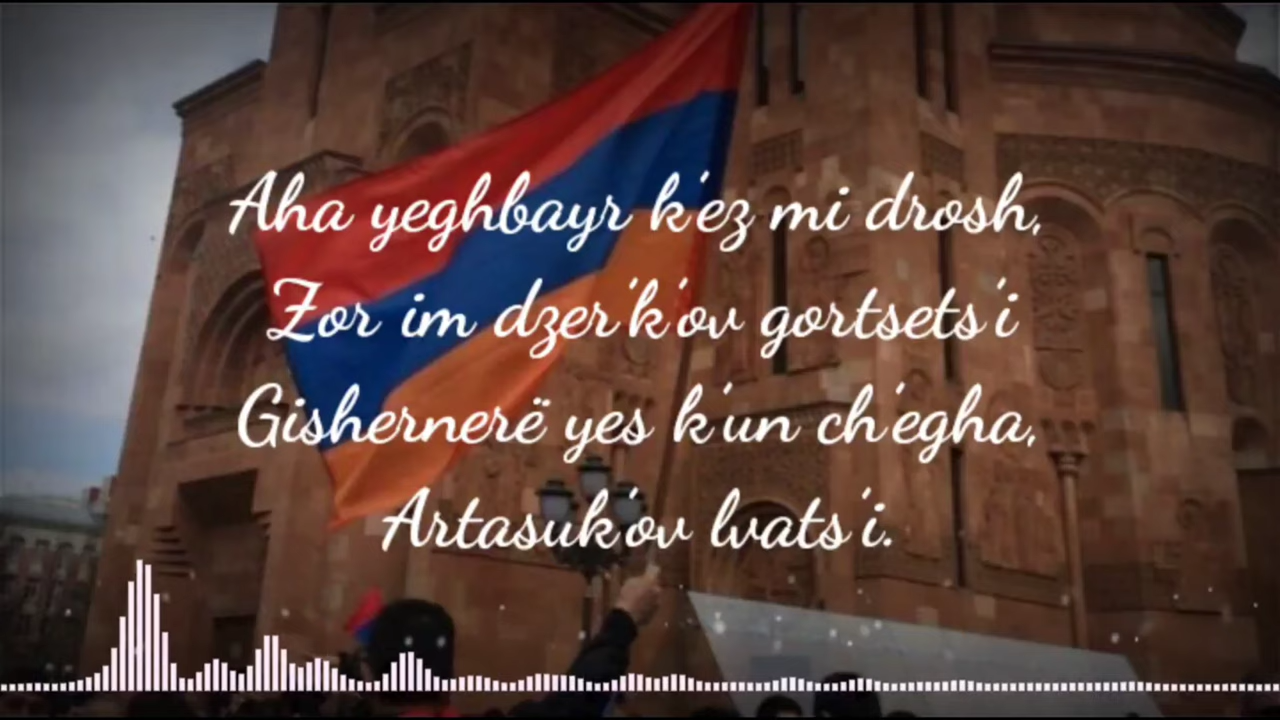 Aha yeghbayr k'ez mi drosh,
Zor im dzer'k'ov gortsets'i
Gishernerë yes k'un ch'egha,
Artasuk'ov lvats'i.